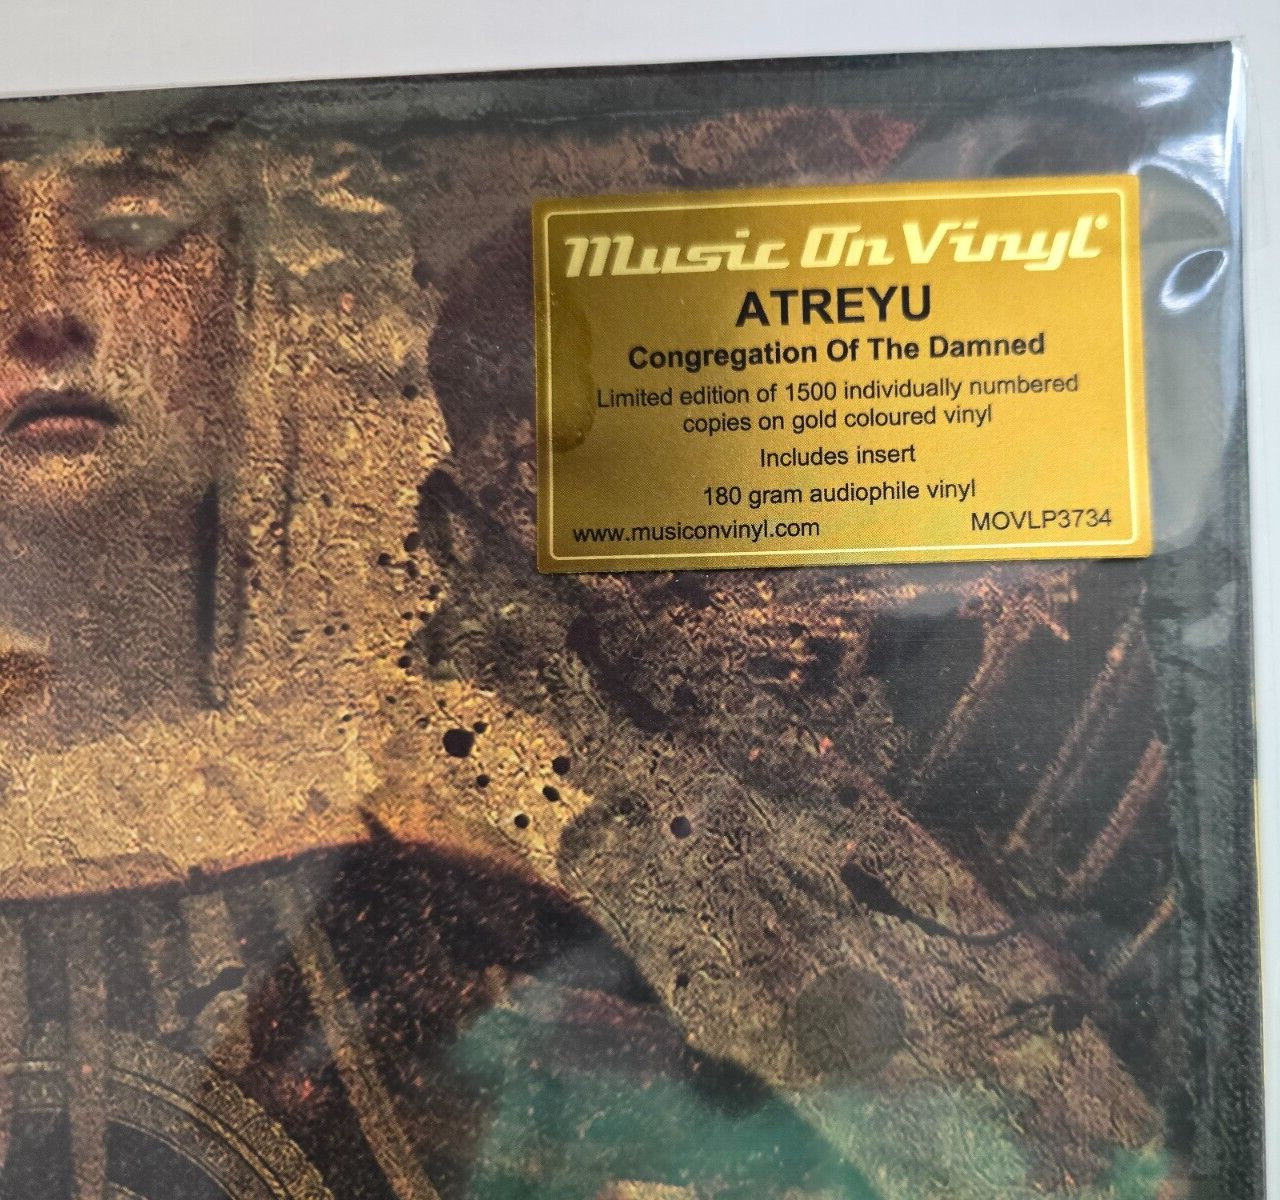 Music On Vinyl®
ATREYU
Congregation Of The Damned
Limited edition of 1500 individually numbered
copies on gold coloured vinyl
Includes insert
180 gram audiophile vinyl
www.musiconvinyl.com MOVLP3734